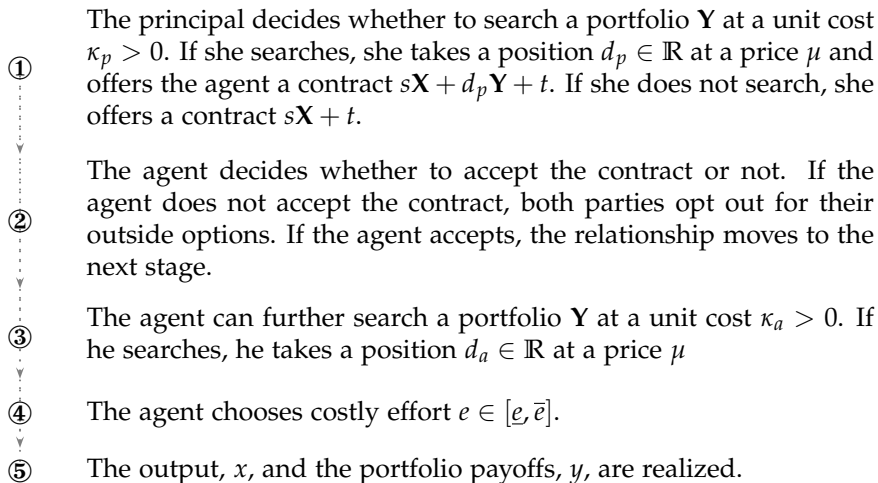 The principal decides whether to search a portfolio Y at a unit cost
① κp > 0. If she searches, she takes a position dp ∈ ℝ at a price μ and
offers the agent a contract sX + dpY + t. If she does not search, she
offers a contract sX + t.
The agent decides whether to accept the contract or not. If the
② agent does not accept the contract, both parties opt out for their
outside options. If the agent accepts, the relationship moves to the
next stage.
③ The agent can further search a portfolio Y at a unit cost κa > 0. If
he searches, he takes a position da ∈ ℝ at a price μ
④ The agent chooses costly effort e ∈ [e̲, e̅].
⑤ The output, x, and the portfolio payoffs, y, are realized.